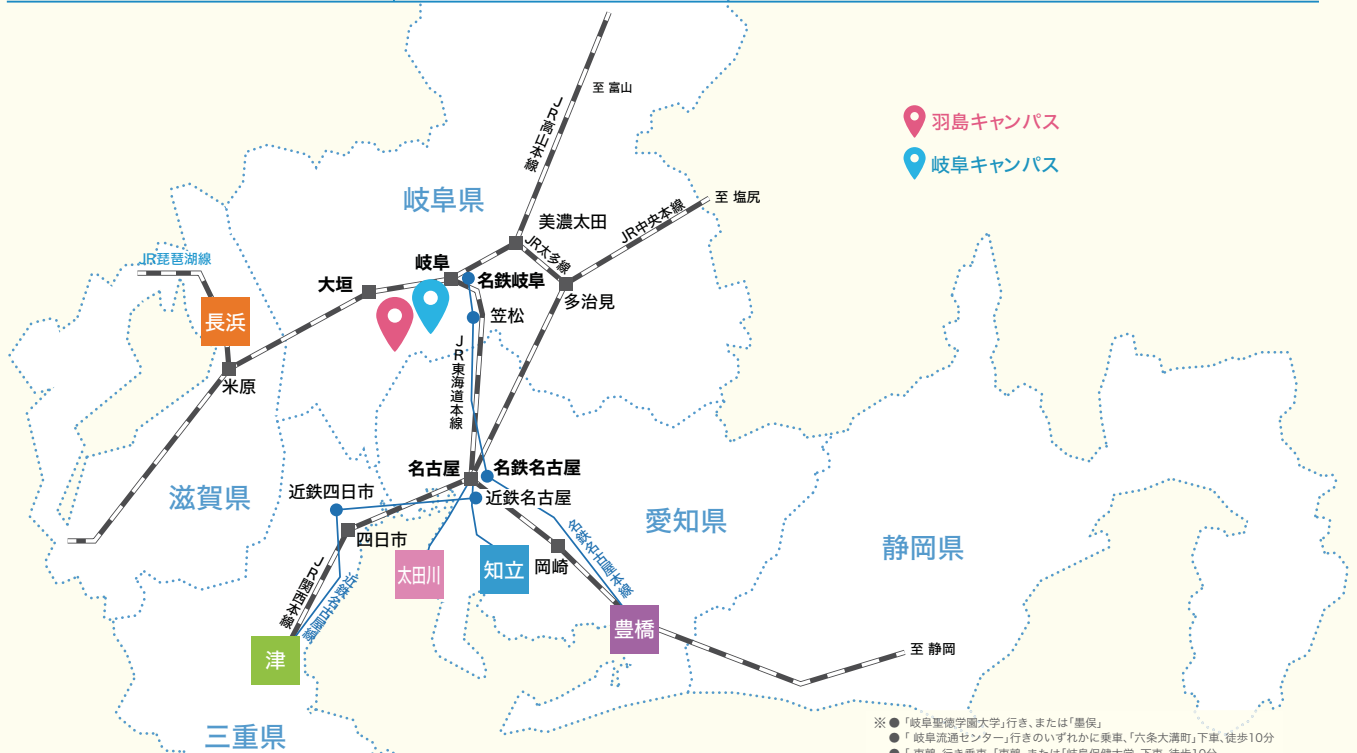 至 富山
JR高山本線
羽島キャンパス
岐阜キャンパス
岐阜県
至 塩尻
JR中央本線
美濃太田
JR太多線
JR琵琶湖線
岐阜
大垣
名鉄岐阜
多治見
笠松
長浜
米原
JR東海道本線
名古屋
名鉄名古屋
近鉄四日市
近鉄名古屋
滋賀県
愛知県
四日市
名鉄名古屋本線
静岡県
太田川
知立
岡崎
JR関西本線
近鉄名古屋線
豊橋
至 静岡
津
三重県
※●「岐阜聖徳学園大学」行き、または「墨俣」
●「 岐阜流通センター」行きのいずれかに乗車、「六条大溝町」下車、徒歩10分